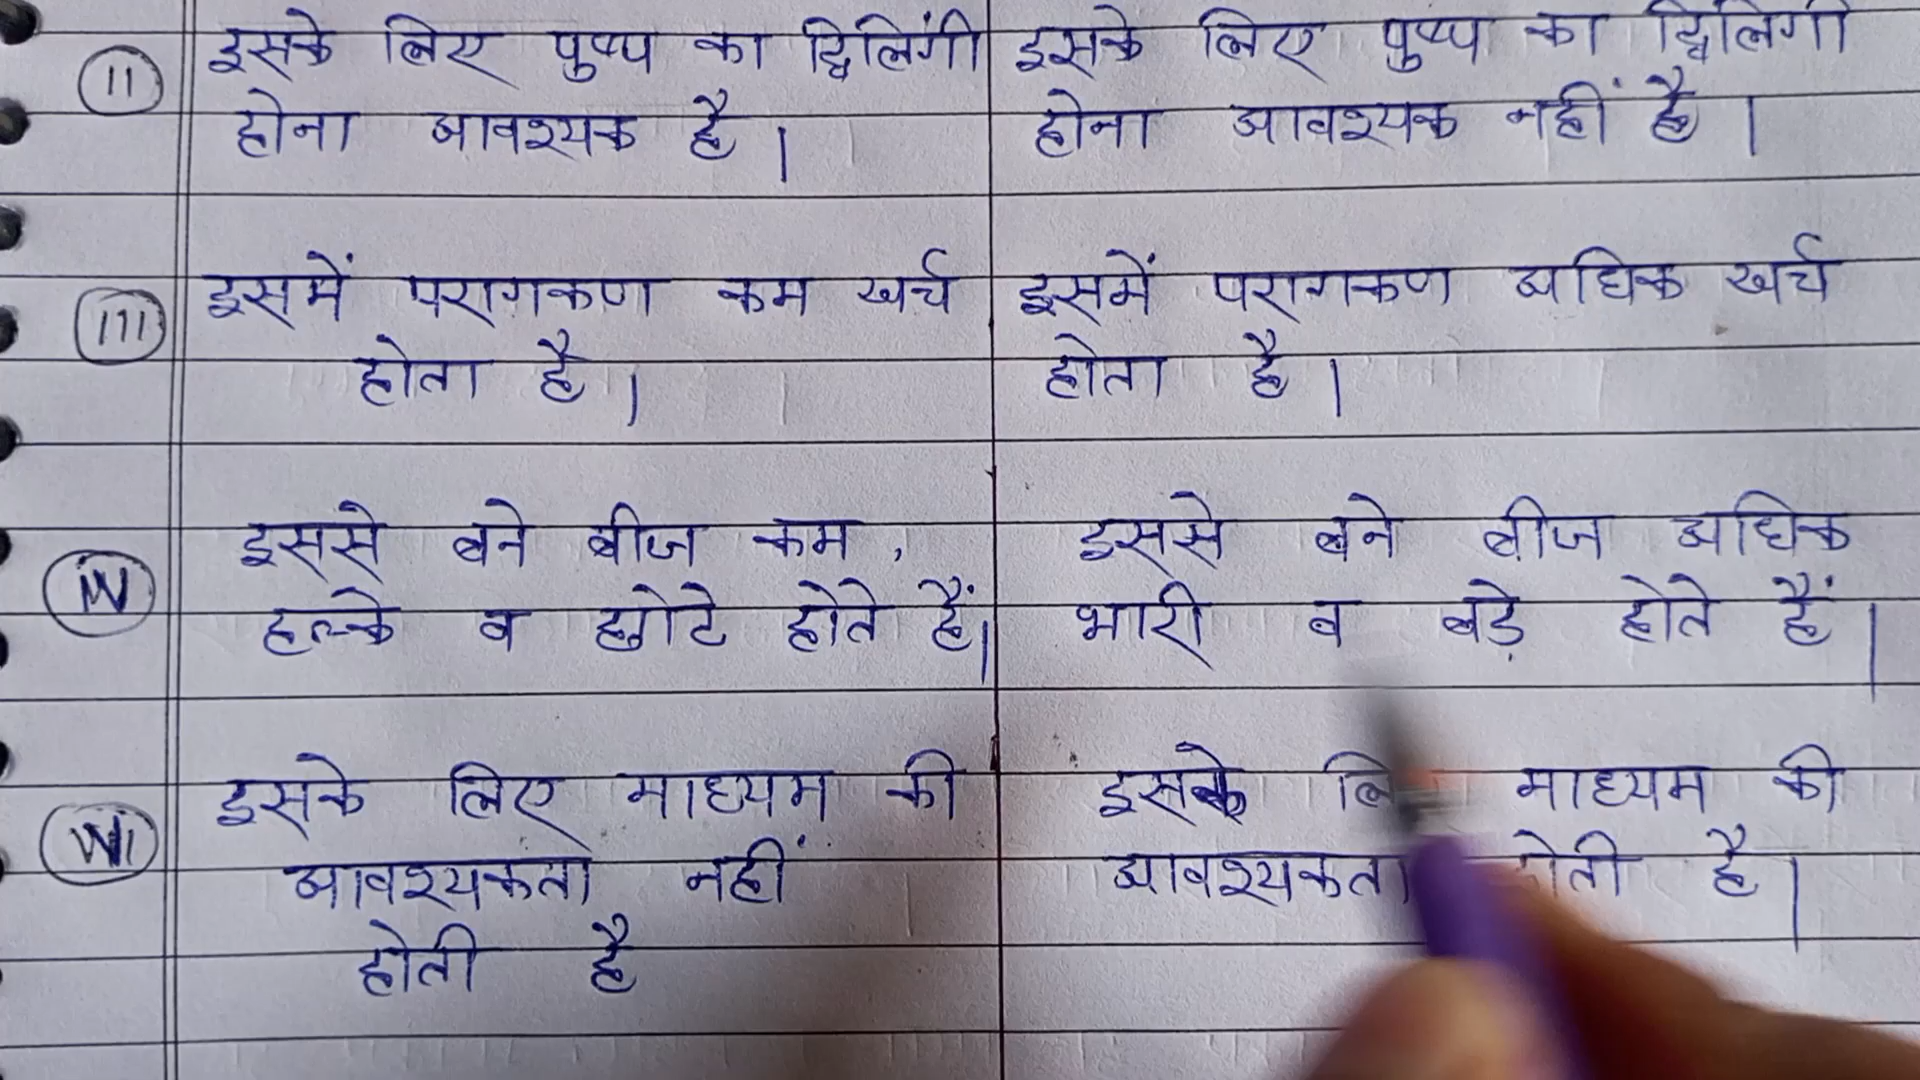 II इसके लिए पुष्प का द्विलिंगी इसके लिए पुष्प का द्विलिंगी
होना आवश्यक है। होना आवश्यक नहीं है।
III इसमें परागकण कम खर्च इसमें परागकण अधिक खर्च
होता है। होता है।
IV इससे बने बीज कम, इससे बने बीज अधिक
हल्के व छोटे होते हैं। भारी व बड़े होते हैं।
इसके लिए माध्यम की इसके माध्यम की
आवश्यकता नहीं आवश्यकता होती है।
होती है